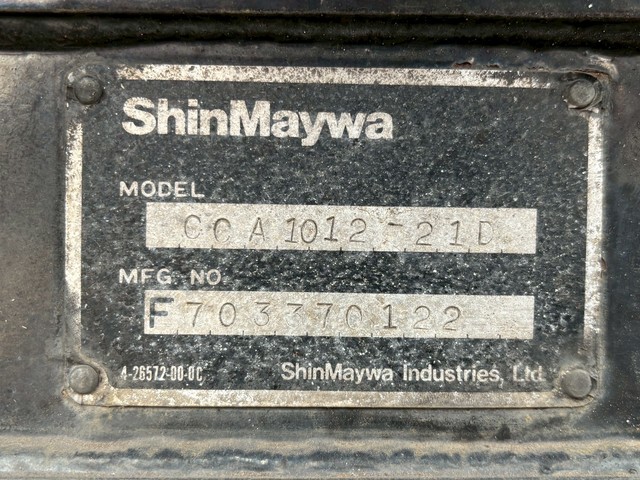 ShinMaywa
MODEL
CCA1012-21D
MFG. NO
F703370122
4-26572-00-0C ShinMaywa Industries, Ltd.